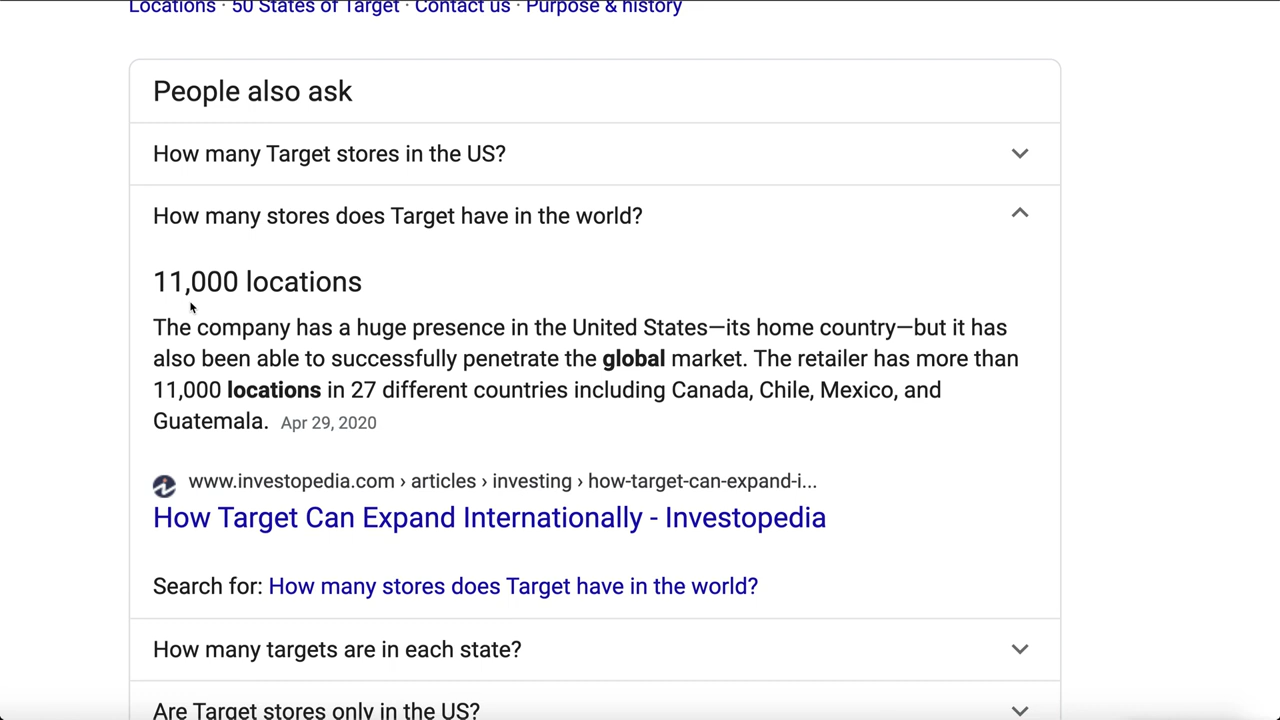 Locations · 50 States of Target · Contact us · Purpose & history
People also ask
How many Target stores in the US?
How many stores does Target have in the world?
11,000 locations
The company has a huge presence in the United States—its home country—but it has
also been able to successfully penetrate the global market. The retailer has more than
11,000 locations in 27 different countries including Canada, Chile, Mexico, and
Guatemala. Apr 29, 2020
www.investopedia.com › articles › investing › how-target-can-expand-i...
How Target Can Expand Internationally - Investopedia
Search for: How many stores does Target have in the world?
How many targets are in each state?
Are Target stores only in the US?